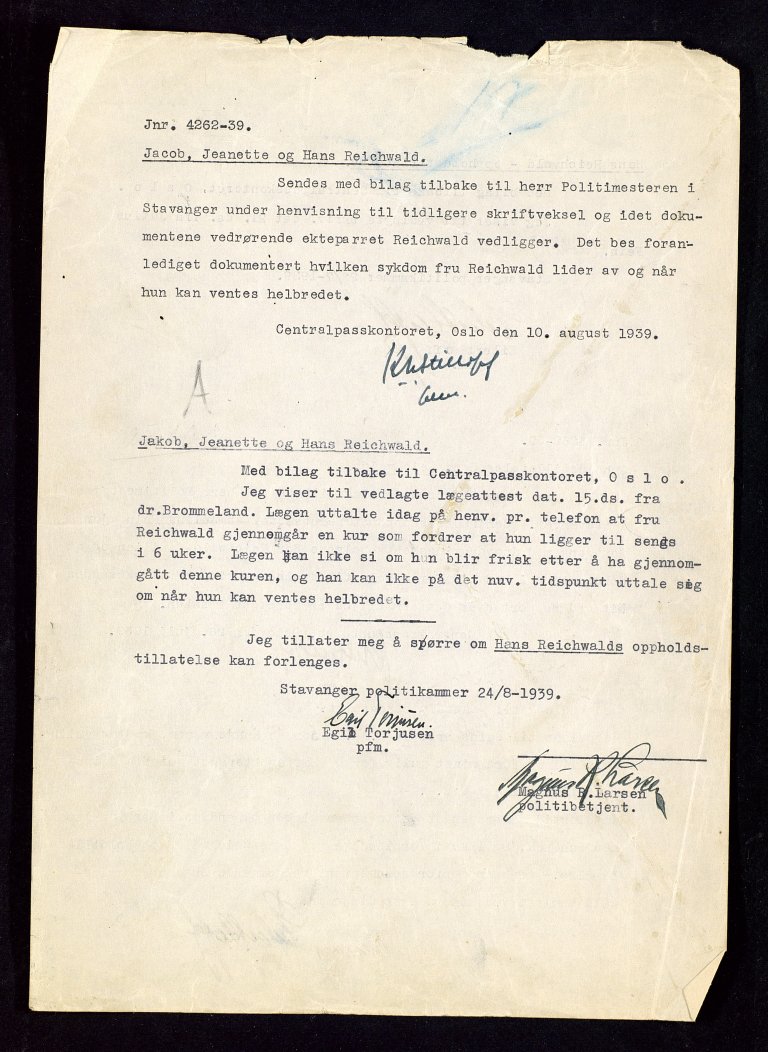 Jnr. 4262-39.
Jacob, Jeanette og Hans Reichwald.
Sendes med bilag tilbake til herr Politimesteren i
Stavanger under henvisning til tidligere skriftveksel og idet doku-
mentene vedrørende ekteparret Reichwald vedligger. Det bes foran-
lediget dokumentert hvilken sykdom fru Reichwald lider av og når
hun kan ventes helbredet.
Centralpasskontoret, Oslo den 10. august 1939.
A
Jakob, Jeanette og Hans Reichwald.
Med bilag tilbake til Centralpasskontoret, O s l o .
Jeg viser til vedlagte lægeattest dat. 15.ds. fra
dr.Brommeland. Lægen uttalte idag på henv. pr. telefon at fru
Reichwald gjennomgår en kur som fordrer at hun ligger til sengs
i 6 uker. Lægen kan ikke si om hun blir frisk etter å ha gjennom-
gått denne kuren, og han kan ikke på det nuv. tidspunkt uttale sig
om når hun kan ventes helbredet.
Jeg tillater meg å spørre om Hans Reichwalds oppholds-
tillatelse kan forlenges.
Stavanger politikammer 24/8-1939.
Egil Torjusen.
Egil Torjusen
pfm.
Magnus R. Larsen
Magnus R.Larsen
politibetjent.